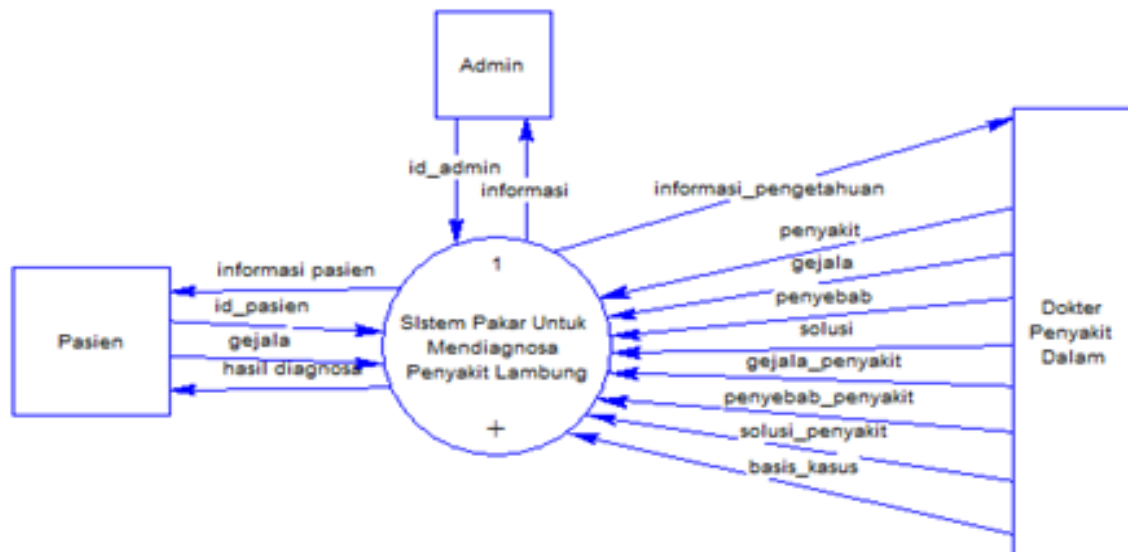 Admin
id_admin
informasi
informasi_pengetahuan
penyakit
gejala
penyebab
solusi
gejala_penyakit
penyebab_penyakit
solusi_penyakit
basis_kasus
informasi pasien
id_pasien
gejala
hasil diagnosa
Pasien
1
SIstem Pakar Untuk
Mendiagnosa
Penyakit Lambung
+
Dokter
Penyakit
Dalam